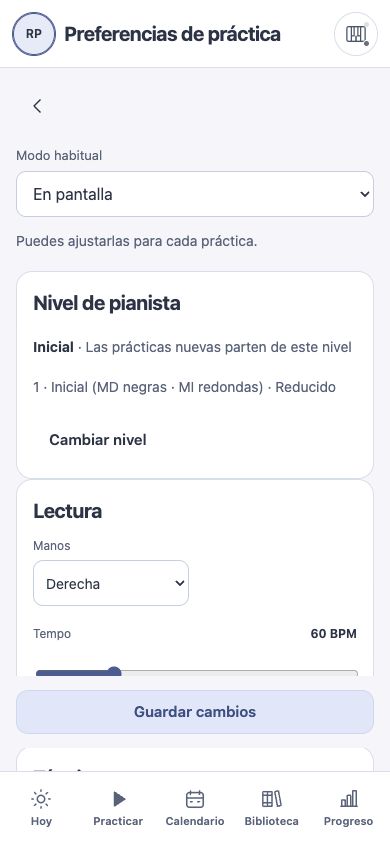 RP
Preferencias de práctica
Modo habitual
En pantalla
Puedes ajustarlas para cada práctica.
Nivel de pianista
Inicial · Las prácticas nuevas parten de este nivel
1 · Inicial (MD negras · MI redondas) · Reducido
Cambiar nivel
Lectura
Manos
Derecha
Tempo 60 BPM
Guardar cambios
Hoy Practicar Calendario Biblioteca Progreso